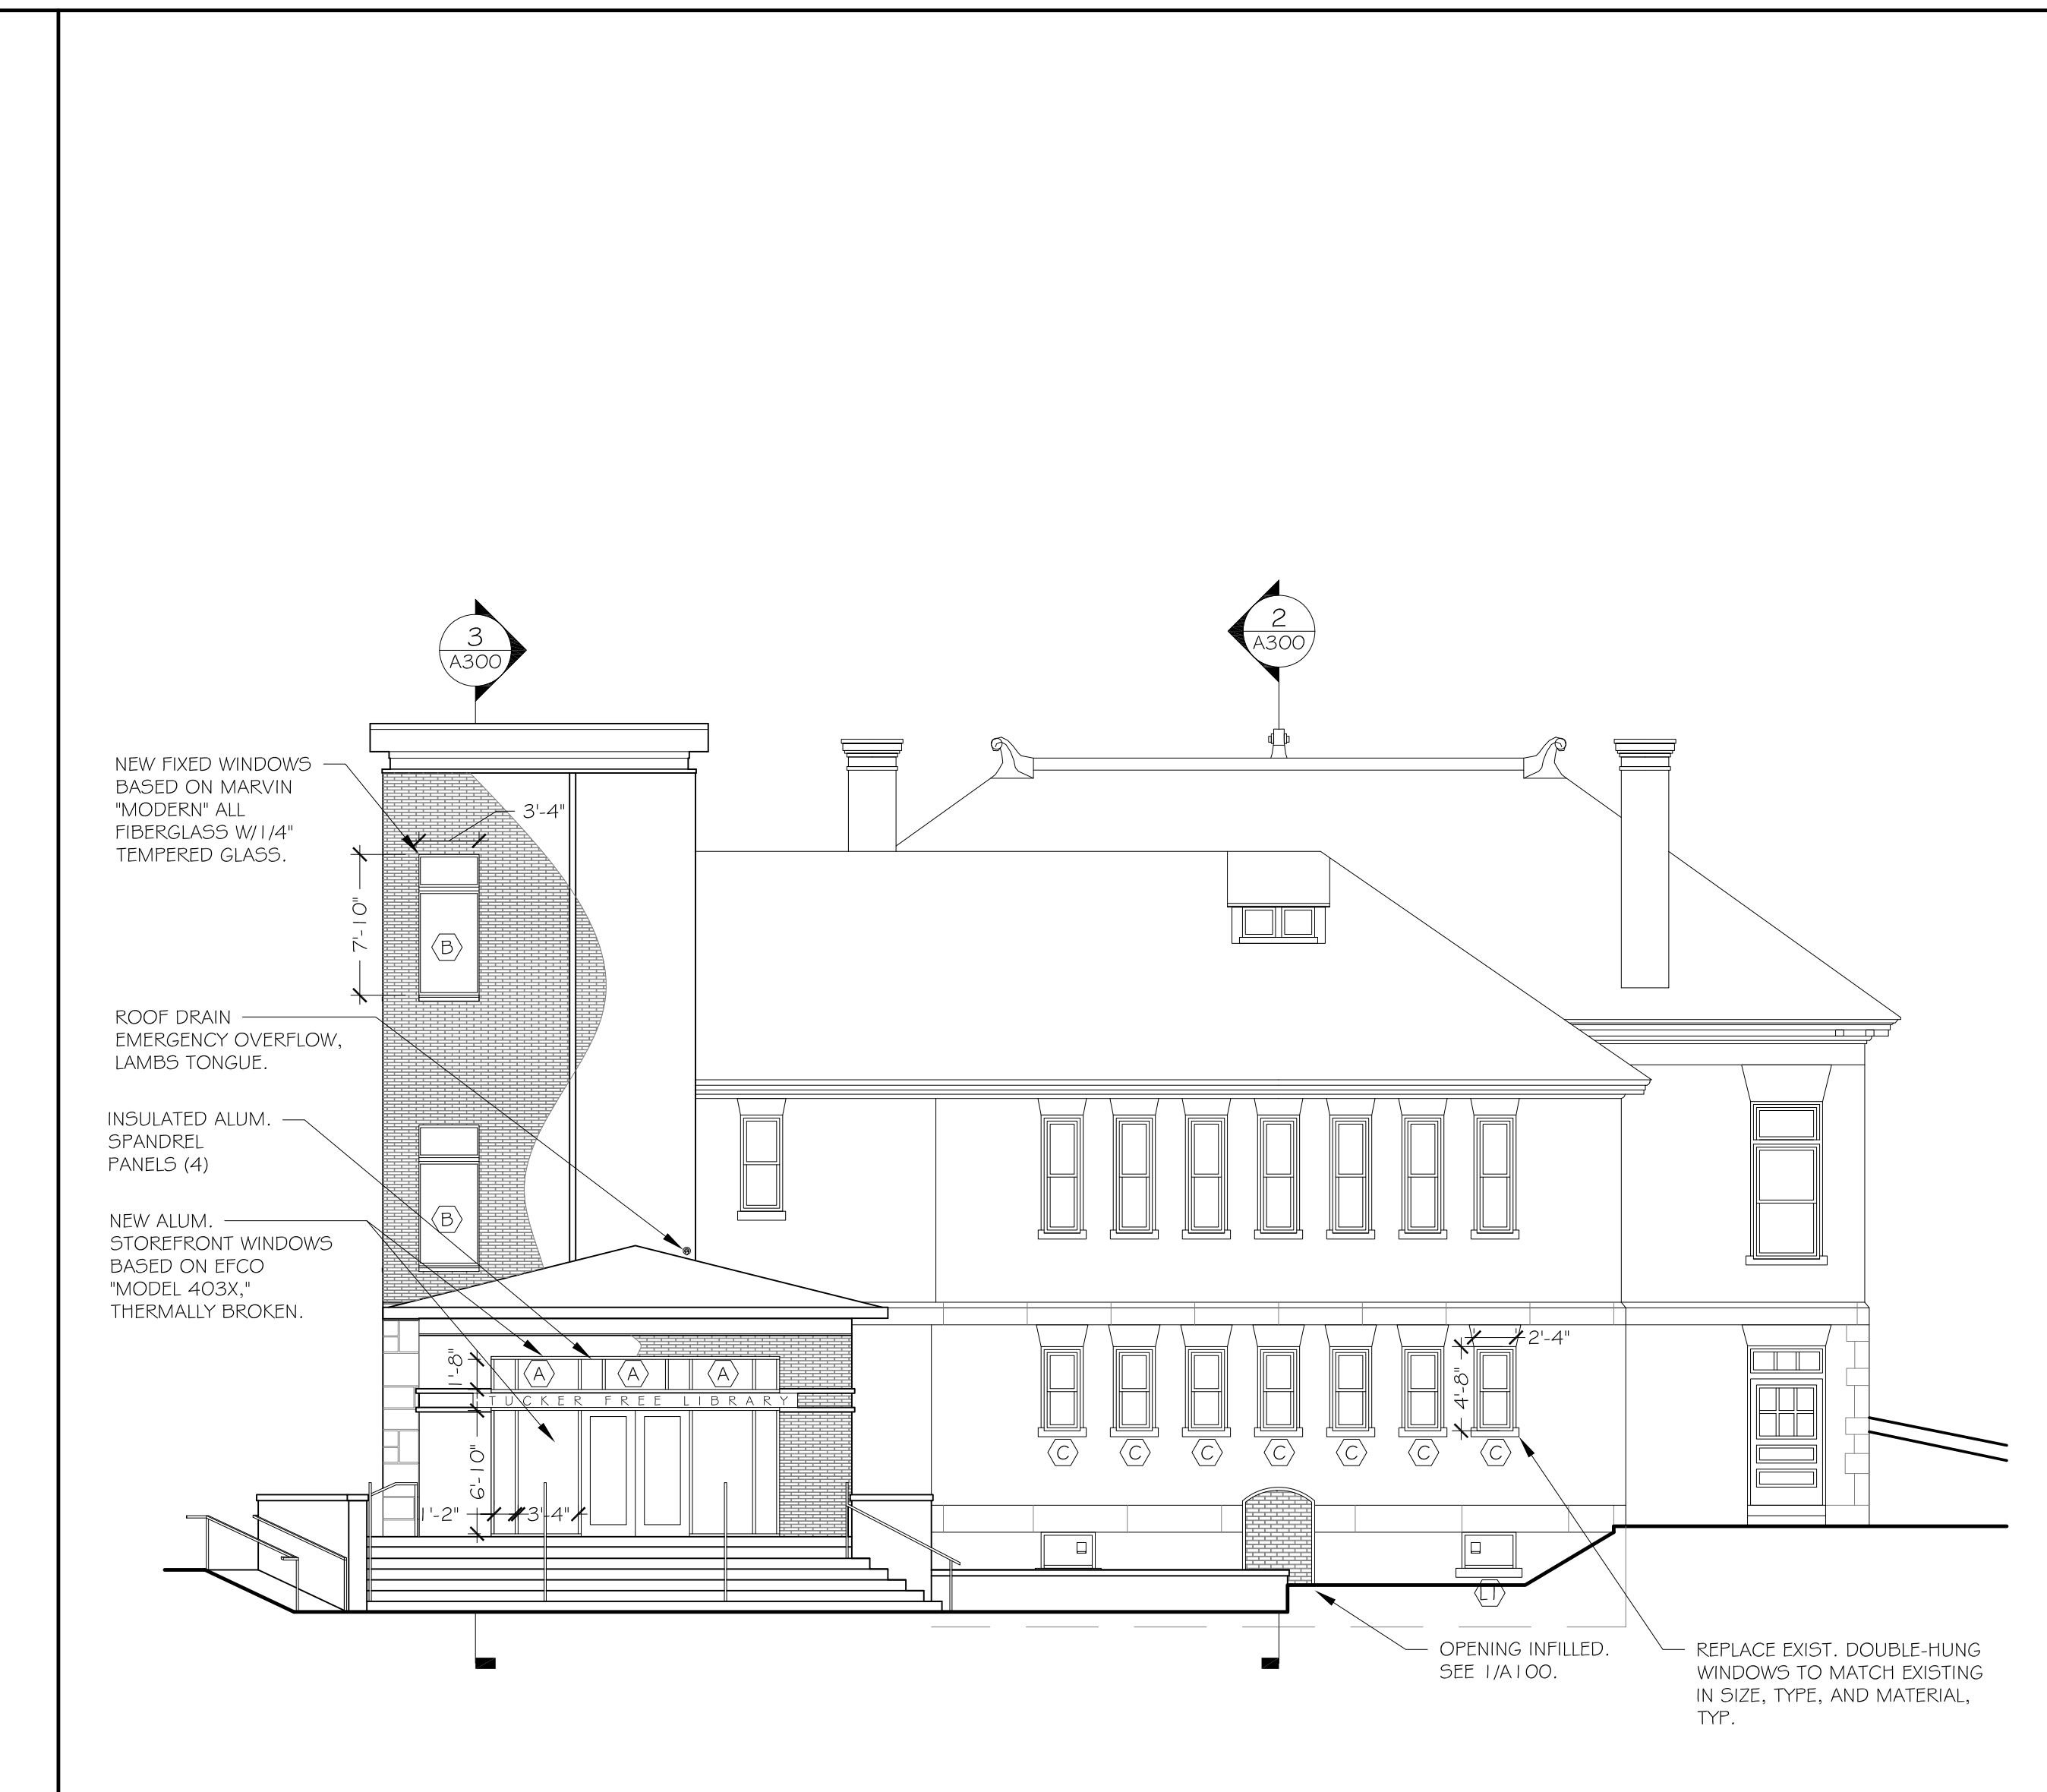 3
A300
2
A300
NEW FIXED WINDOWS
BASED ON MARVIN
"MODERN" ALL
FIBERGLASS W/1/4"
TEMPERED GLASS.
3'-4"
7'-10"
B
ROOF DRAIN
EMERGENCY OVERFLOW,
LAMBS TONGUE.
INSULATED ALUM.
SPANDREL
PANELS (4)
B
NEW ALUM.
STOREFRONT WINDOWS
BASED ON EFCO
"MODEL 403X,"
THERMALLY BROKEN.
1'-8"
A A A
TUCKER FREE LIBRARY
6'-10"
1'-2" 3'-4"
2'-4"
4'-8"
C C C C C C C
L1
OPENING INFILLED.
SEE 1/A100.
REPLACE EXIST. DOUBLE-HUNG
WINDOWS TO MATCH EXISTING
IN SIZE, TYPE, AND MATERIAL,
TYP.